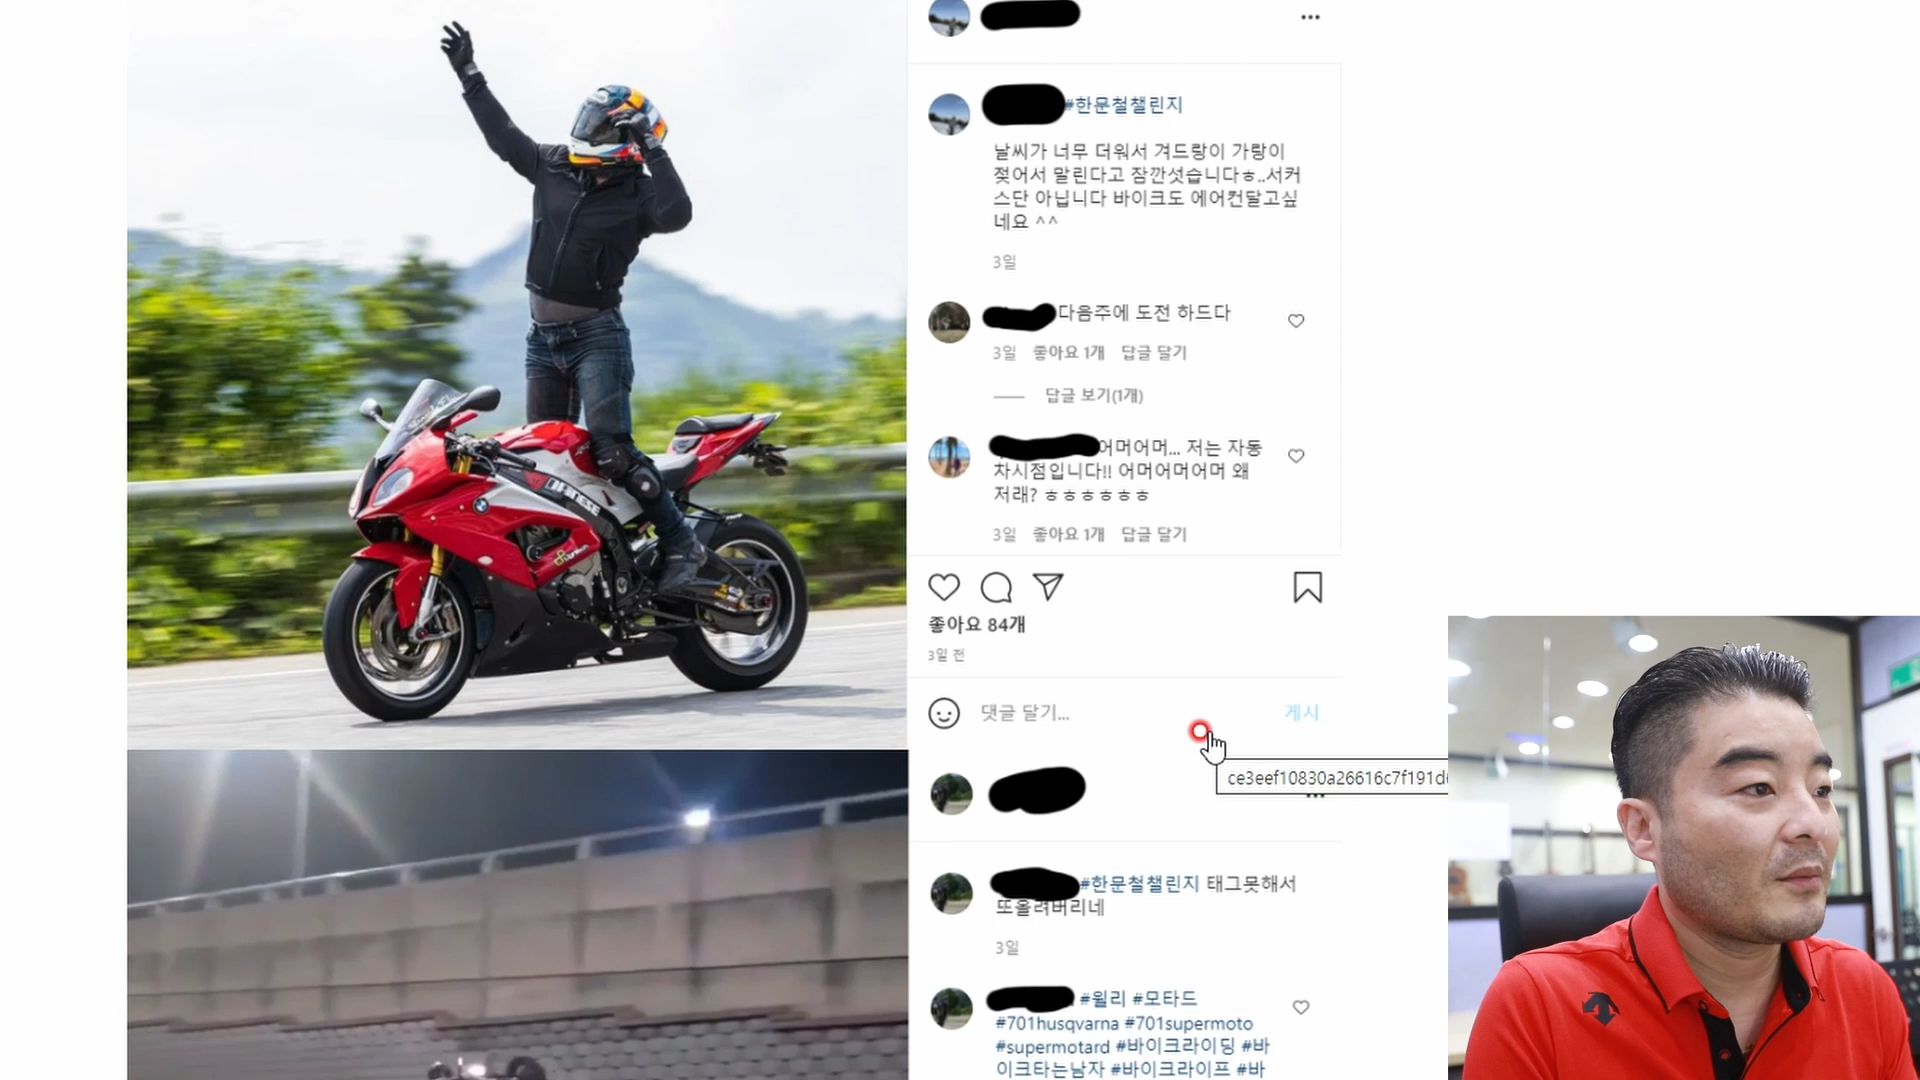 #한문철챌린지
날씨가 너무 더워서 겨드랑이 가랑이
젖어서 말린다고 잠깐섯습니다ㅎ..서커
스단 아닙니다 바이크도 에어컨달고싶
네요 ^^
3일
다음주에 도전 하드다
3일 좋아요 1개 답글 달기
답글 보기(1개)
어머어머... 저는 자동
차시점입니다!! 어머어머어머 왜
저래? ㅎㅎㅎㅎㅎㅎ
3일 좋아요 1개 답글 달기
좋아요 84개
3일 전
댓글 달기...
게시
ce3eef10830a26616c7f191d
#한문철챌린지 태그못해서
또올려버리네
3일
#윌리 #모타드
#701husqvarna #701supermoto
#supermotard #바이크라이딩 #바
이크타는남자 #바이크라이프 #바